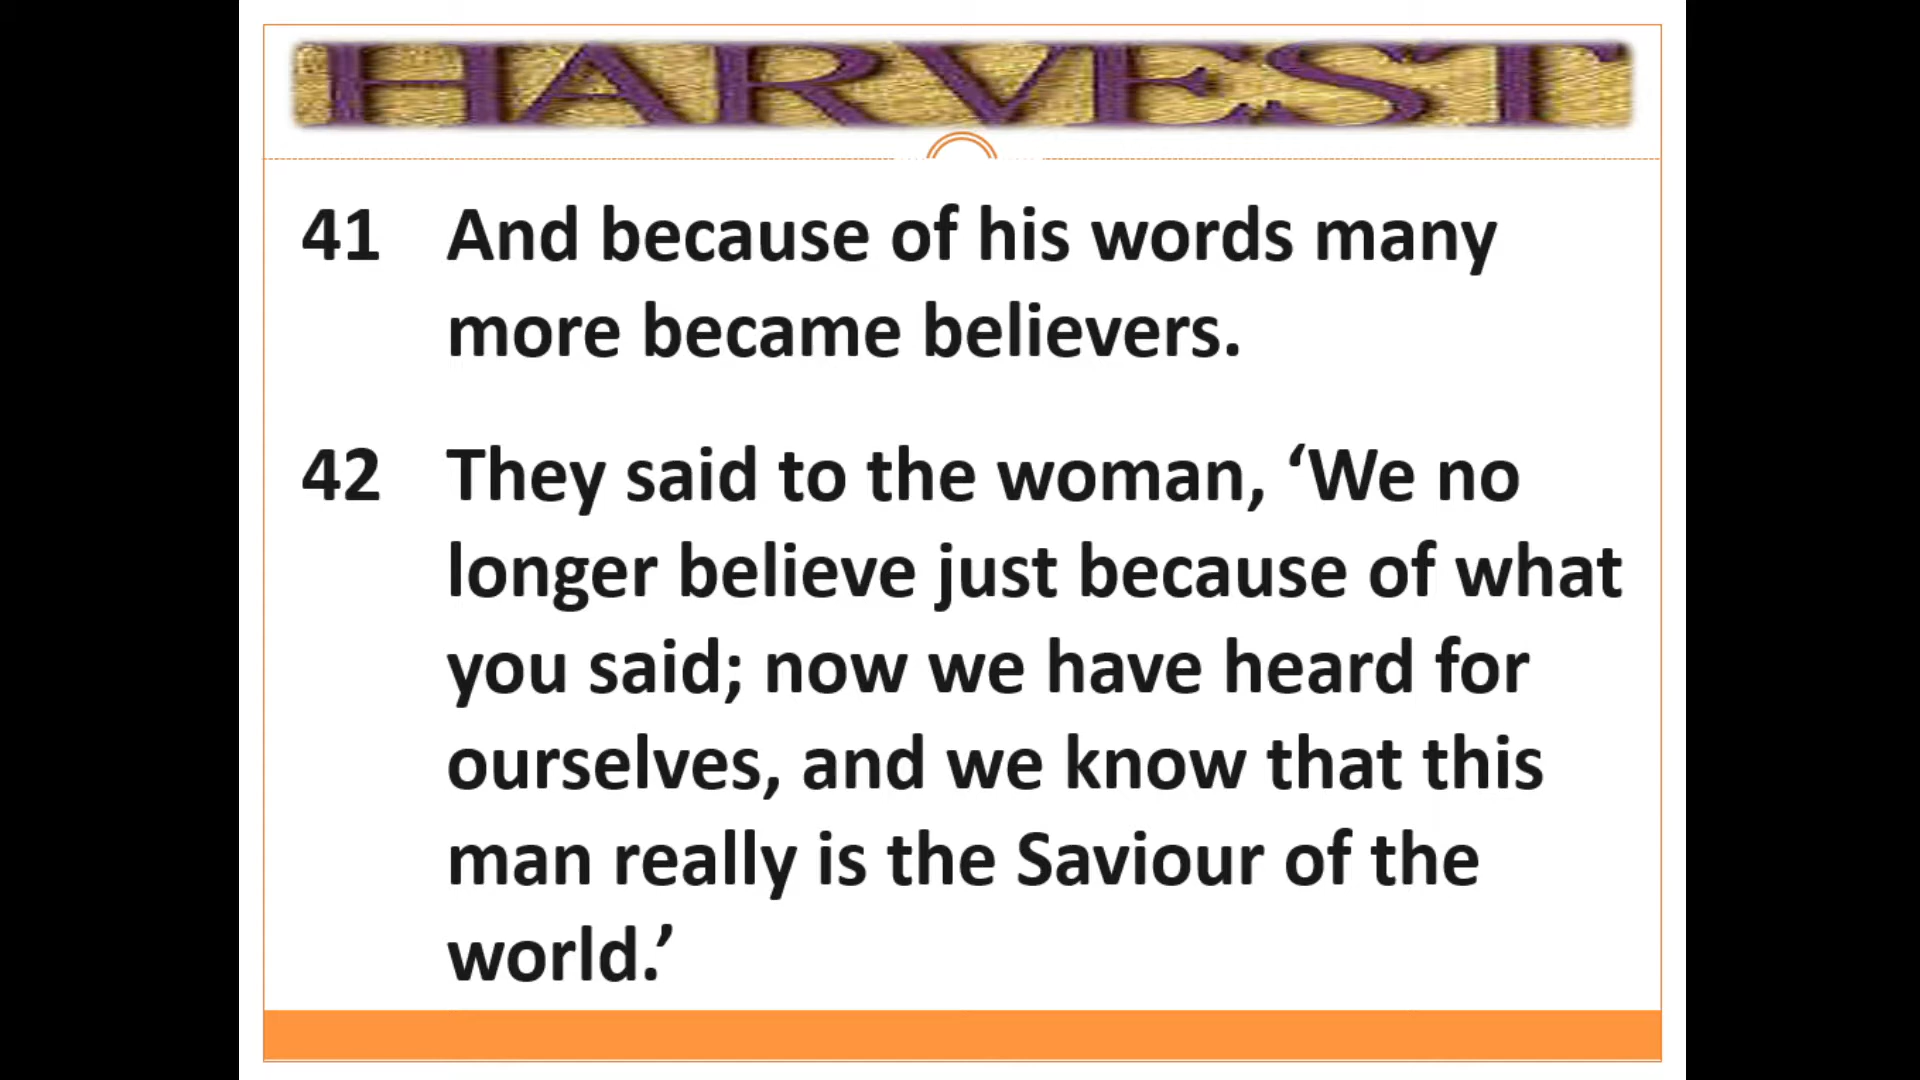 HARVEST
41 And because of his words many
more became believers.
42 They said to the woman, ‘We no
longer believe just because of what
you said; now we have heard for
ourselves, and we know that this
man really is the Saviour of the
world.’